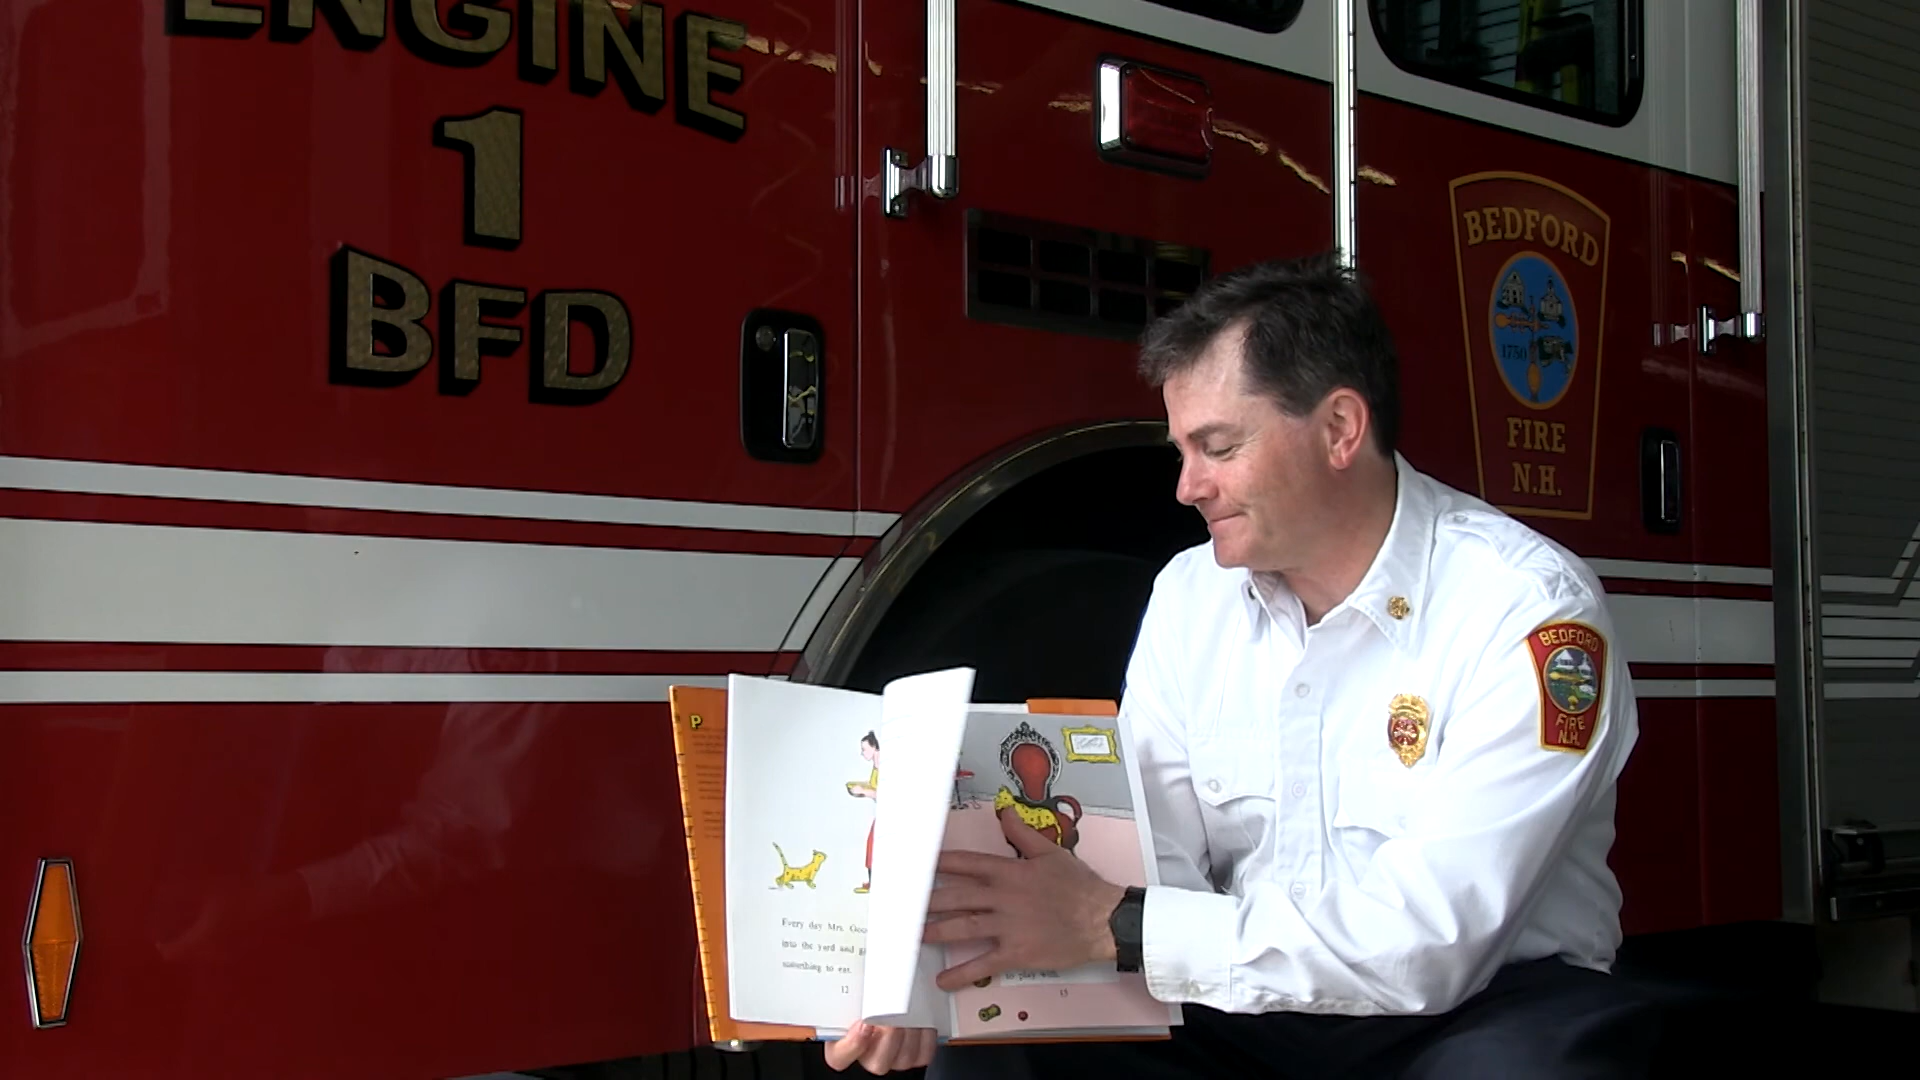 ENGINE
1
BFD
BEDFORD
1750
FIRE
N.H.
BEDFORD
FIRE
N.H.
P
Every day Mrs.
into the yard and
something to eat.
12
to play with.
15